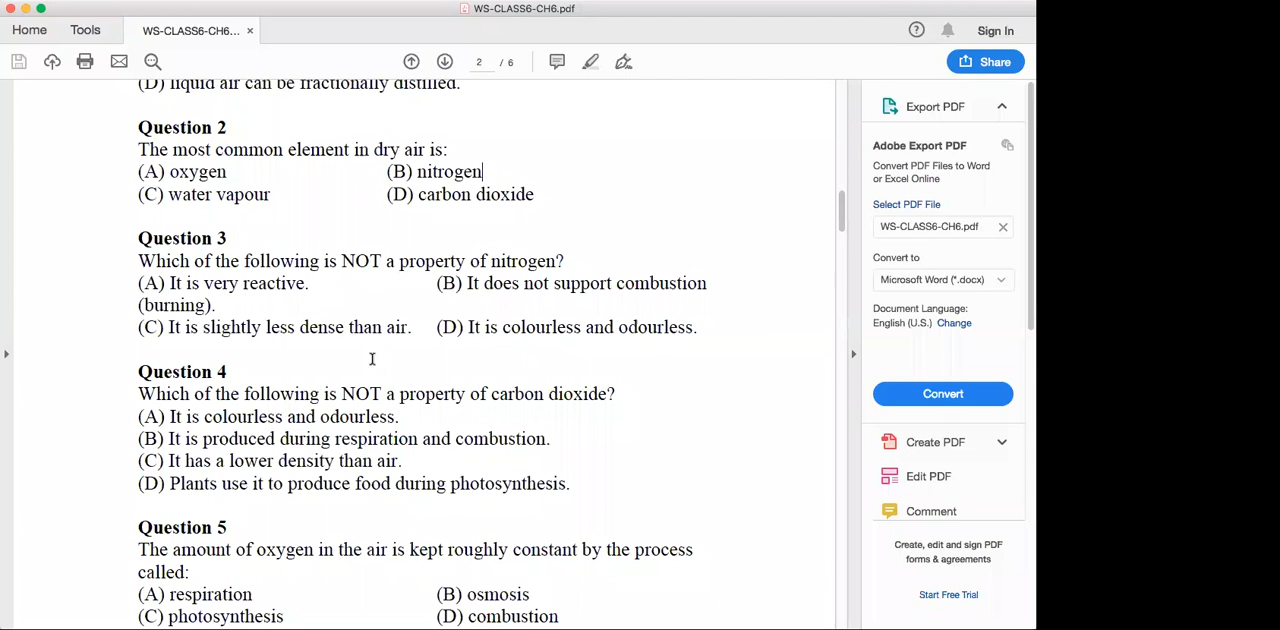 WS-CLASS6-CH6.pdf
Home Tools WS-CLASS6-CH6... × Sign In
2 / 6 Share
(D) liquid air can be fractionally distilled.
Question 2
The most common element in dry air is:
(A) oxygen (B) nitrogen
(C) water vapour (D) carbon dioxide
Question 3
Which of the following is NOT a property of nitrogen?
(A) It is very reactive. (B) It does not support combustion
(burning).
(C) It is slightly less dense than air. (D) It is colourless and odourless.
Question 4
Which of the following is NOT a property of carbon dioxide?
(A) It is colourless and odourless.
(B) It is produced during respiration and combustion.
(C) It has a lower density than air.
(D) Plants use it to produce food during photosynthesis.
Question 5
The amount of oxygen in the air is kept roughly constant by the process
called:
(A) respiration (B) osmosis
(C) photosynthesis (D) combustion
Export PDF
Adobe Export PDF
Convert PDF Files to Word
or Excel Online
Select PDF File
WS-CLASS6-CH6.pdf
Convert to
Microsoft Word (*.docx)
Document Language:
English (U.S.) Change
Convert
Create PDF
Edit PDF
Comment
Create, edit and sign PDF
forms & agreements
Start Free Trial